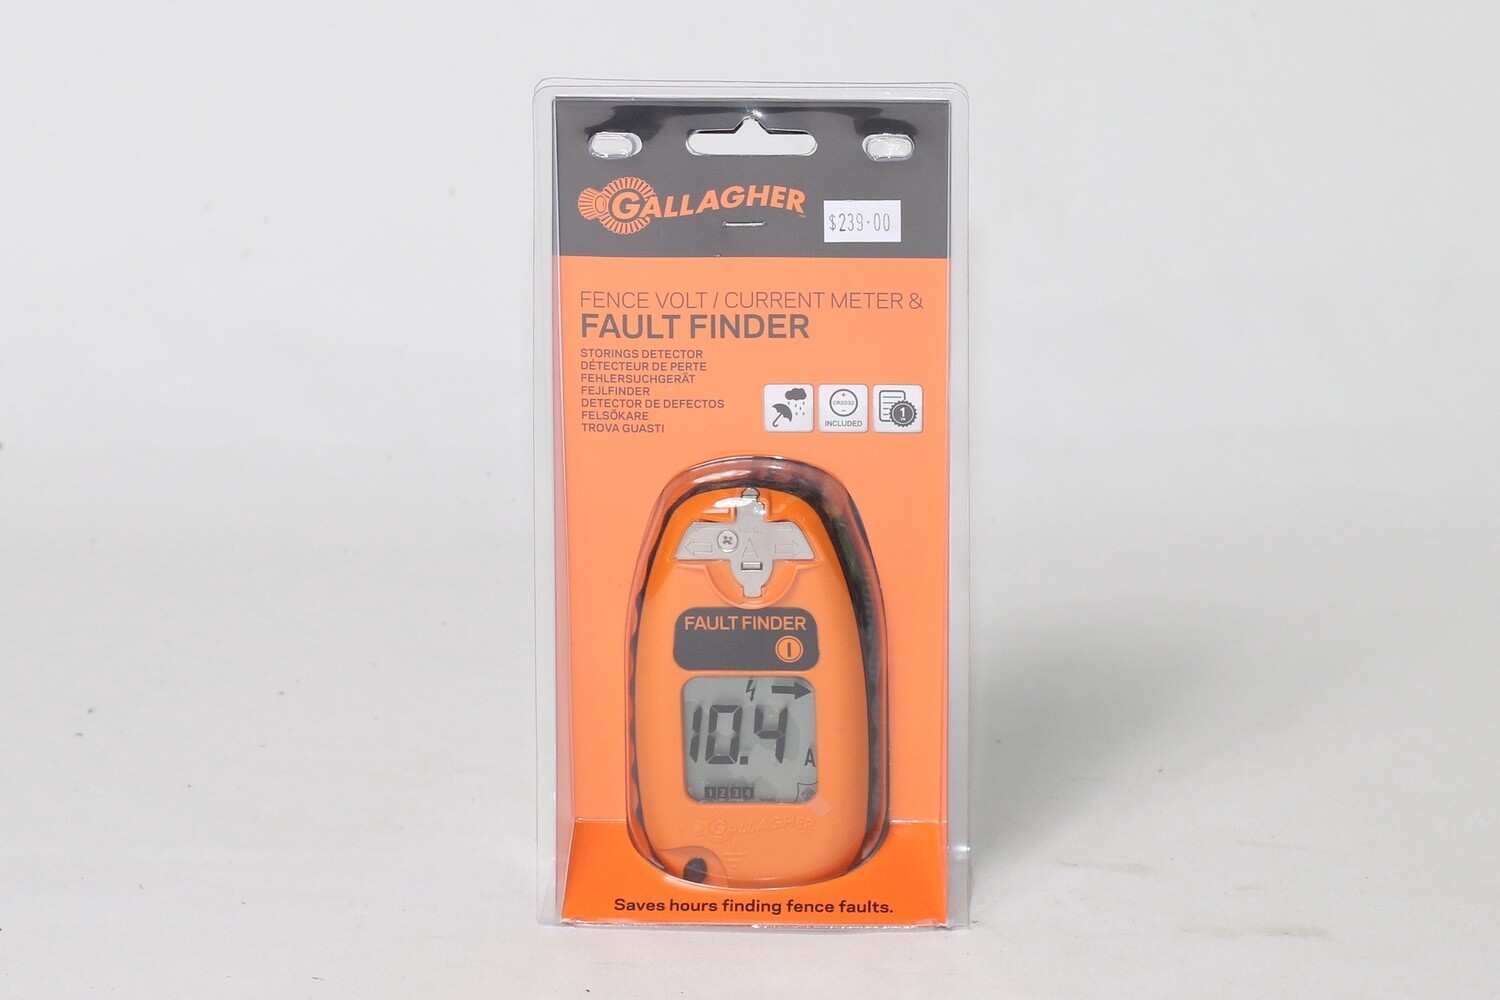 GALLAGHER™
$239.00
FENCE VOLT / CURRENT METER &
FAULT FINDER
STORINGS DETECTOR
DÉTECTEUR DE PERTE
FEHLERSUCHGERÄT
FEJLFINDER
DETECTOR DE DEFECTOS
FELSÖKARE
TROVA GUASTI
CR2032
INCLUDED
1
A
FAULT FINDER
10.4
A
1 2 3 4
GALLAGHER
Saves hours finding fence faults.